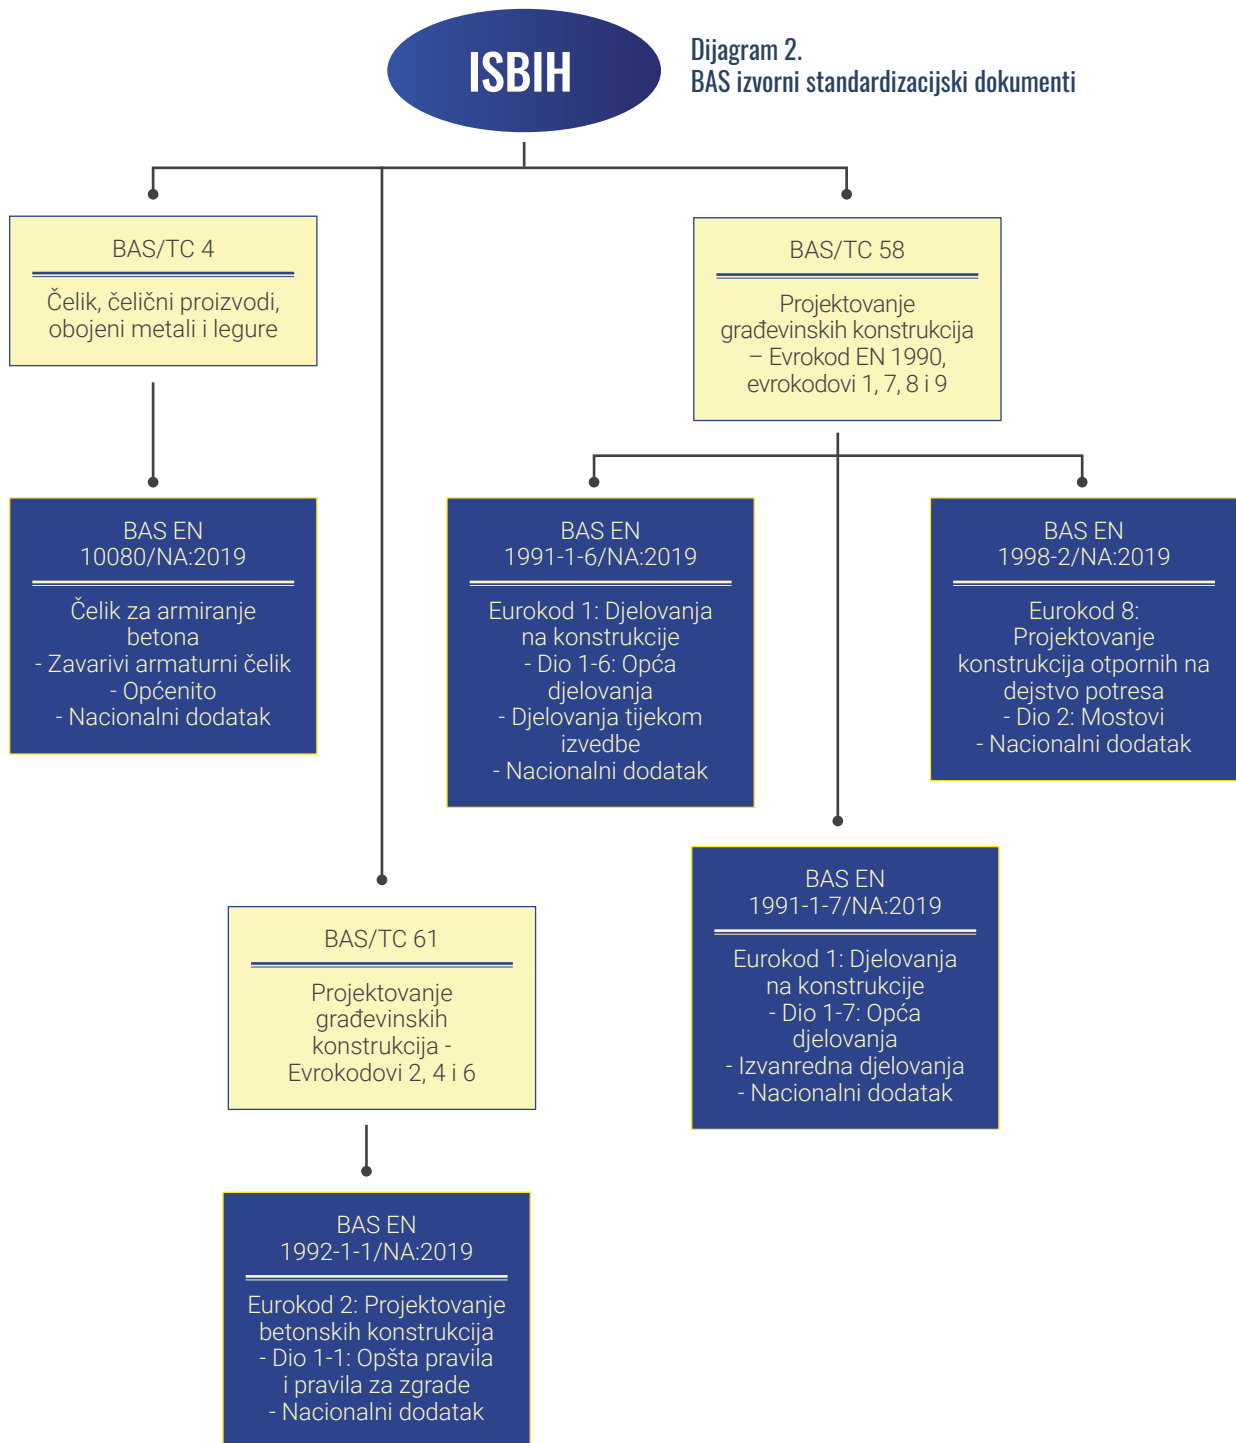 ISBIH
Dijagram 2.
BAS izvorni standardizacijski dokumenti
BAS/TC 4
Čelik, čelični proizvodi,
obojeni metali i legure
BAS/TC 58
Projektovanje
građevinskih konstrukcija
– Evrokod EN 1990,
evrokodovi 1, 7, 8 i 9
BAS EN
10080/NA:2019
Čelik za armiranje
betona
- Zavarivi armaturni čelik
- Općenito
- Nacionalni dodatak
BAS EN
1991-1-6/NA:2019
Eurokod 1: Djelovanja
na konstrukcije
- Dio 1-6: Opća
djelovanja
- Djelovanja tijekom
izvedbe
- Nacionalni dodatak
BAS EN
1998-2/NA:2019
Eurokod 8:
Projektovanje
konstrukcija otpornih na
dejstvo potresa
- Dio 2: Mostovi
- Nacionalni dodatak
BAS EN
1991-1-7/NA:2019
Eurokod 1: Djelovanja
na konstrukcije
- Dio 1-7: Opća
djelovanja
- Izvanredna djelovanja
- Nacionalni dodatak
BAS/TC 61
Projektovanje
građevinskih
konstrukcija -
Evrokodovi 2, 4 i 6
BAS EN
1992-1-1/NA:2019
Eurokod 2: Projektovanje
betonskih konstrukcija
- Dio 1-1: Opšta pravila
i pravila za zgrade
- Nacionalni dodatak